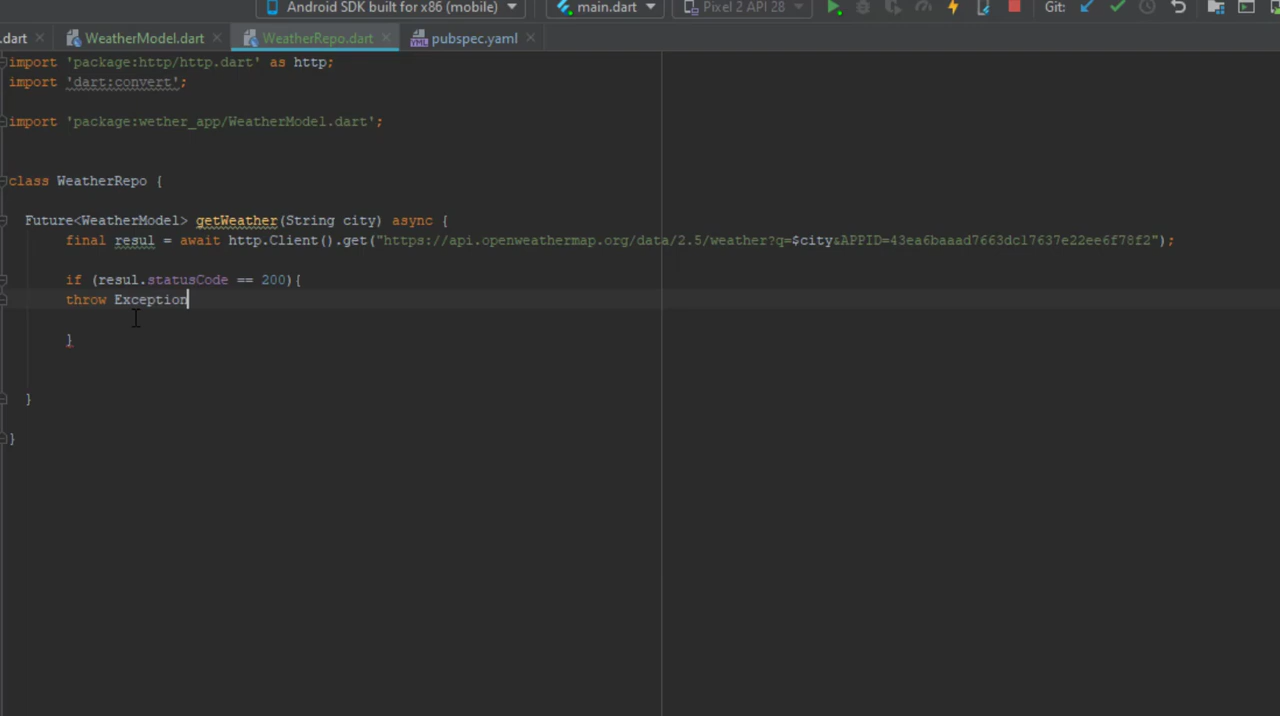 Android SDK built for x86 (mobile) main.dart Pixel 2 API 28 Git:
.dart WeatherModel.dart WeatherRepo.dart pubspec.yaml
import 'package:http/http.dart' as http;
import 'dart:convert';
import 'package:wether_app/WeatherModel.dart';
class WeatherRepo {
Future<WeatherModel> getWeather(String city) async {
final resul = await http.Client().get("https://api.openweathermap.org/data/2.5/weather?q=$city&APPID=43ea6baaad7663dc17637e22ee6f78f2");
if (resul.statusCode == 200){
throw Exception
}
}
}